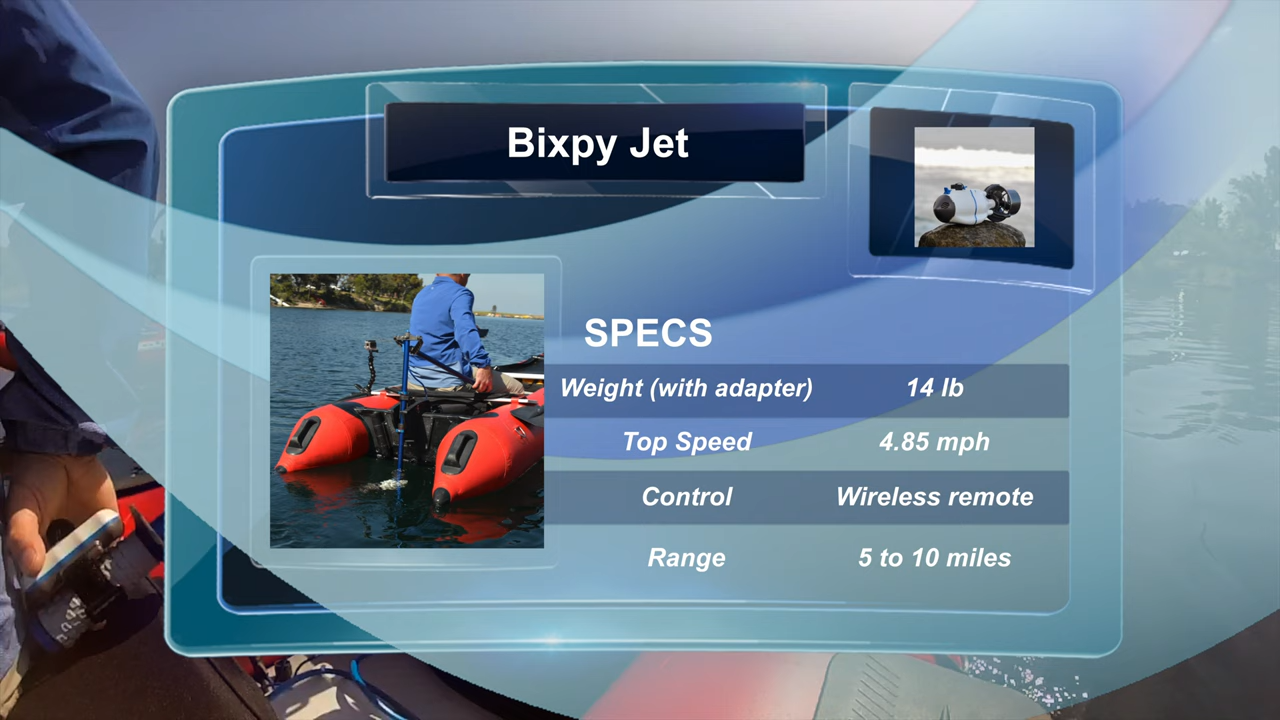 Bixpy Jet
SPECS
Weight (with adapter) 14 lb
Top Speed 4.85 mph
Control Wireless remote
Range 5 to 10 miles